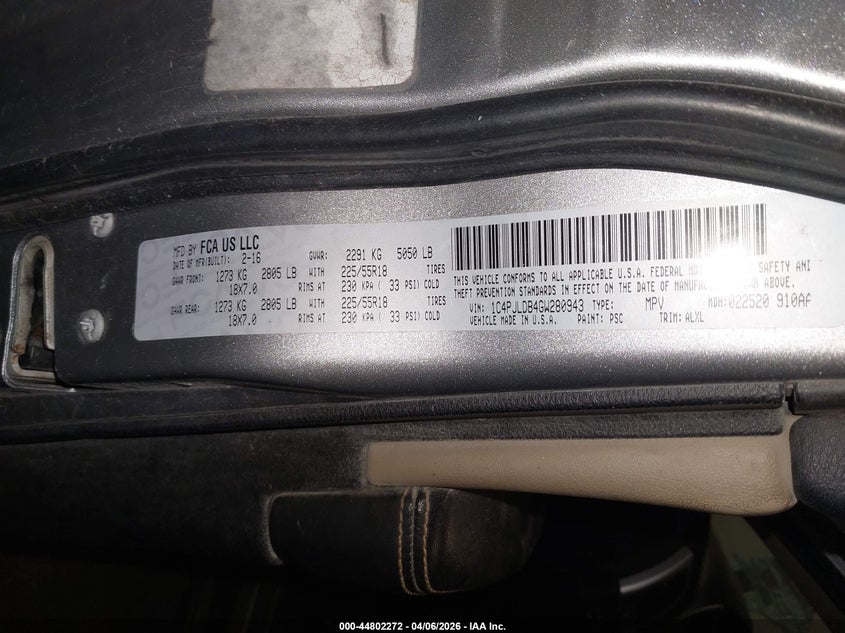 MFD BY FCA US LLC
DATE OF MFR(BUILT): 2-16 GVWR: 2291 KG 5050 LB
GAWR FRONT: 1273 KG 2805 LB WITH 225/55R18 TIRES
18X7.0 RIMS AT 230 KPA ( 33 PSI) COLD
GAWR REAR: 1273 KG 2805 LB WITH 225/55R18 TIRES
18X7.0 RIMS AT 230 KPA ( 33 PSI) COLD
THIS VEHICLE CONFORMS TO ALL APPLICABLE U.S.A. FEDERAL SAFETY AND
THEFT PREVENTION STANDARDS IN EFFECT ON THE DATE OF ABOVE.
VIN: 1C4PJLDB4GW280943 TYPE: MPV MDH: 022520 910AA
VEHICLE MADE IN U.S.A. PAINT: PSC TRIM: ALXL
000-44802272 - 04/06/2026 - IAA Inc.